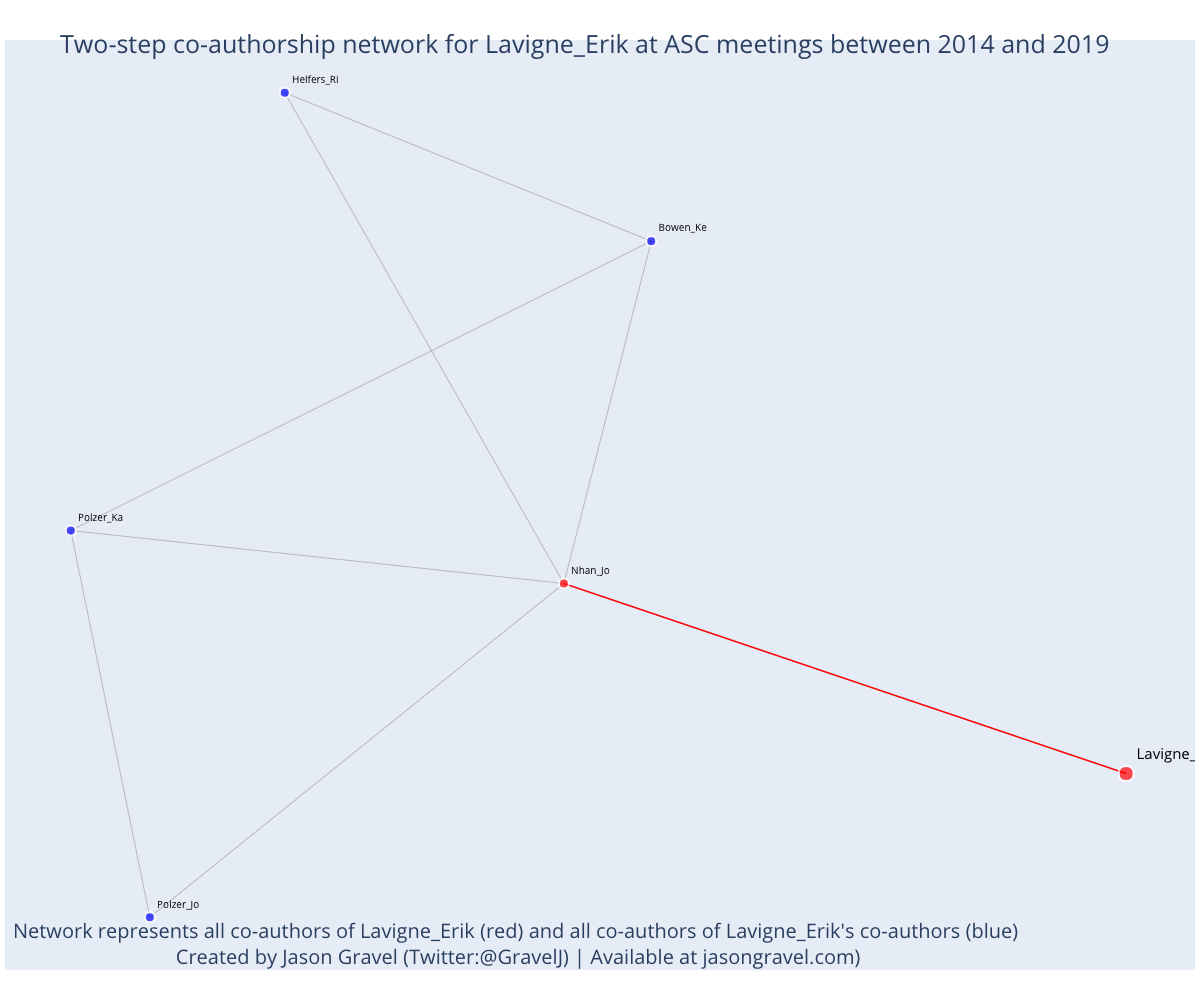 Two-step co-authorship network for Lavigne_Erik at ASC meetings between 2014 and 2019
Helfers_Ri
Bowen_Ke
Polzer_Ka
Nhan_Jo
Lavigne_
Polzer_Jo
Network represents all co-authors of Lavigne_Erik (red) and all co-authors of Lavigne_Erik's co-authors (blue)
Created by Jason Gravel (Twitter:@GravelJ) | Available at jasongravel.com)